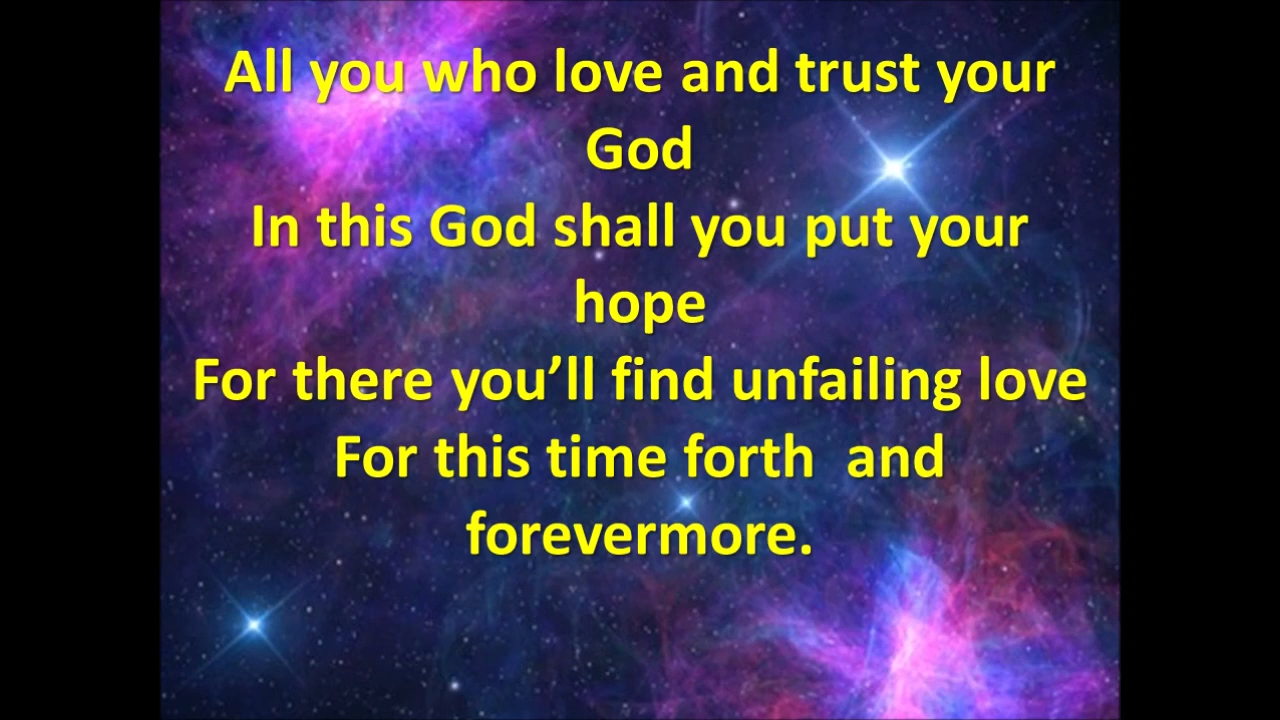 All you who love and trust your
God
In this God shall you put your
hope
For there you’ll find unfailing love
For this time forth  and
forevermore.